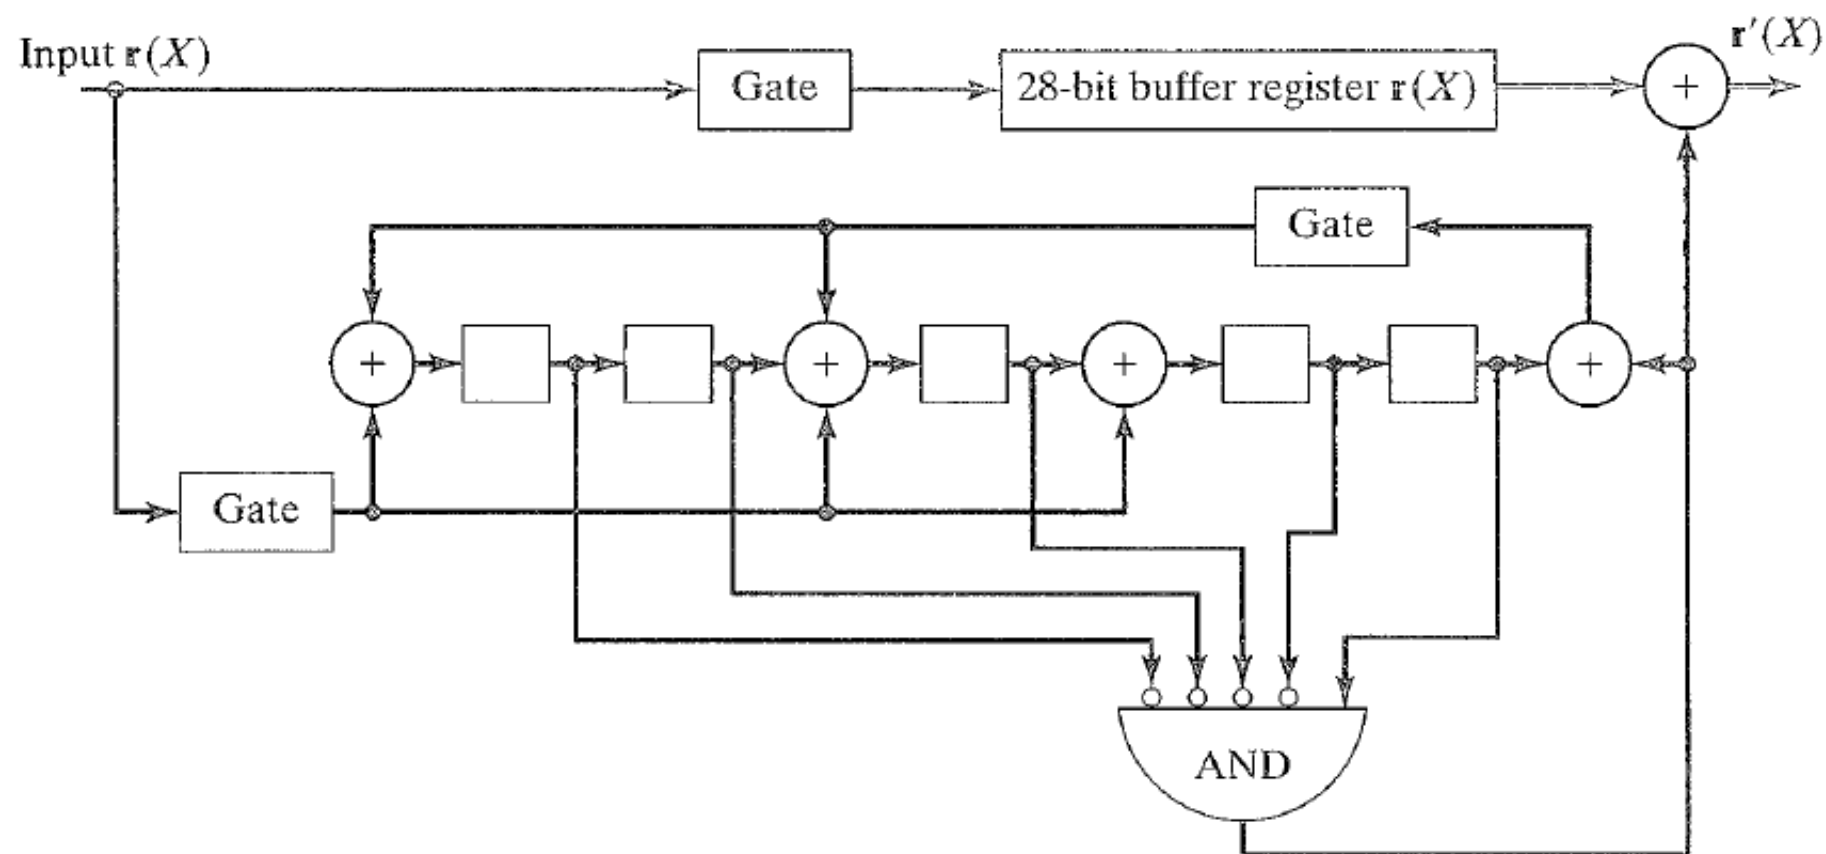 Input r(X)
Gate
28-bit buffer register r(X)
+
r′(X)
Gate
+
+
+
+
Gate
AND